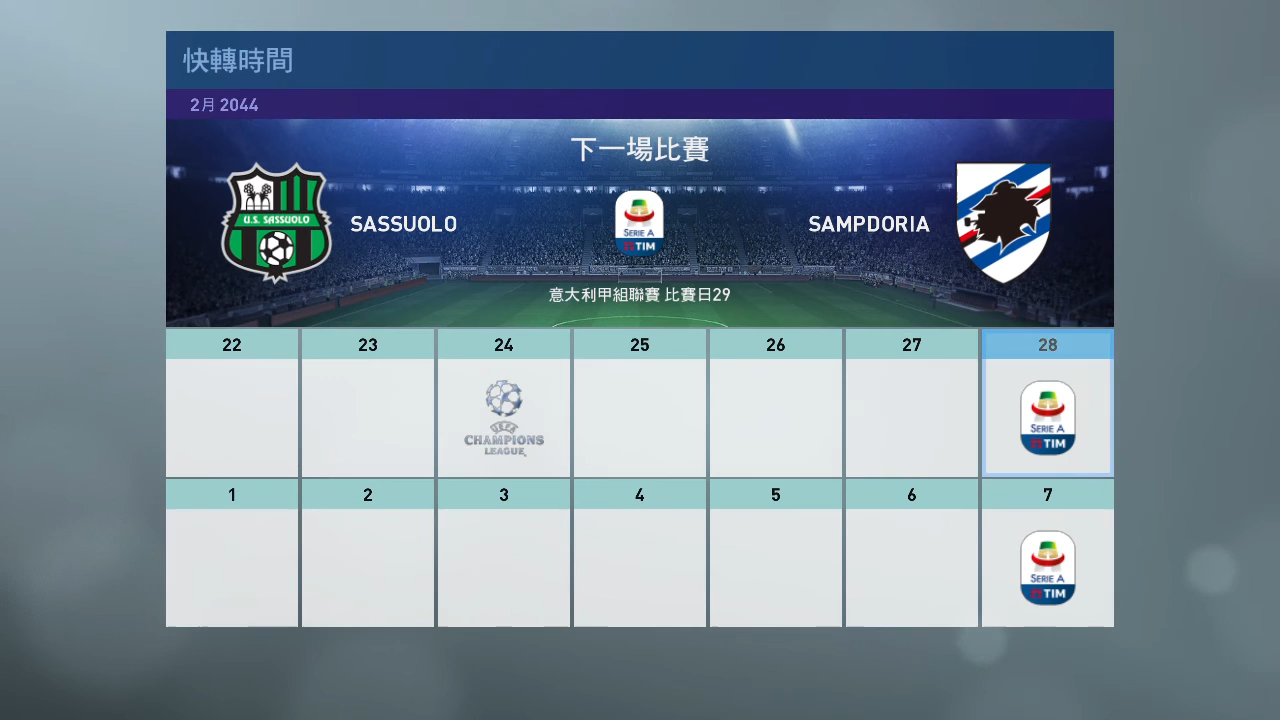 快轉時間
2月 2044
下一場比賽
U.S. SASSUOLO
SASSUOLO
SERIE A
TIM
SAMPDORIA
意大利甲組聯賽 比賽日29
22 23 24 25 26 27 28
UEFA
CHAMPIONS
LEAGUE
SERIE A
TIM
1 2 3 4 5 6 7
SERIE A
TIM